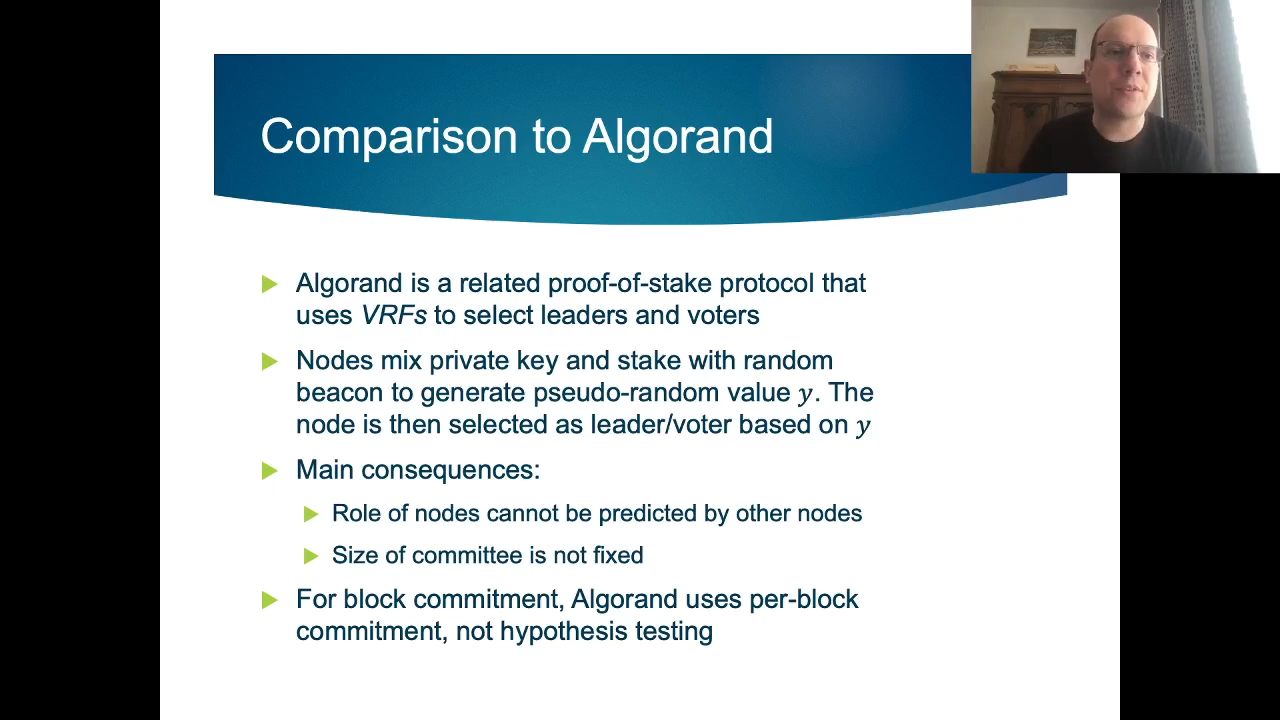 Comparison to Algorand
Algorand is a related proof-of-stake protocol that
uses VRFs to select leaders and voters
Nodes mix private key and stake with random
beacon to generate pseudo-random value y. The
node is then selected as leader/voter based on y
Main consequences:
Role of nodes cannot be predicted by other nodes
Size of committee is not fixed
For block commitment, Algorand uses per-block
commitment, not hypothesis testing